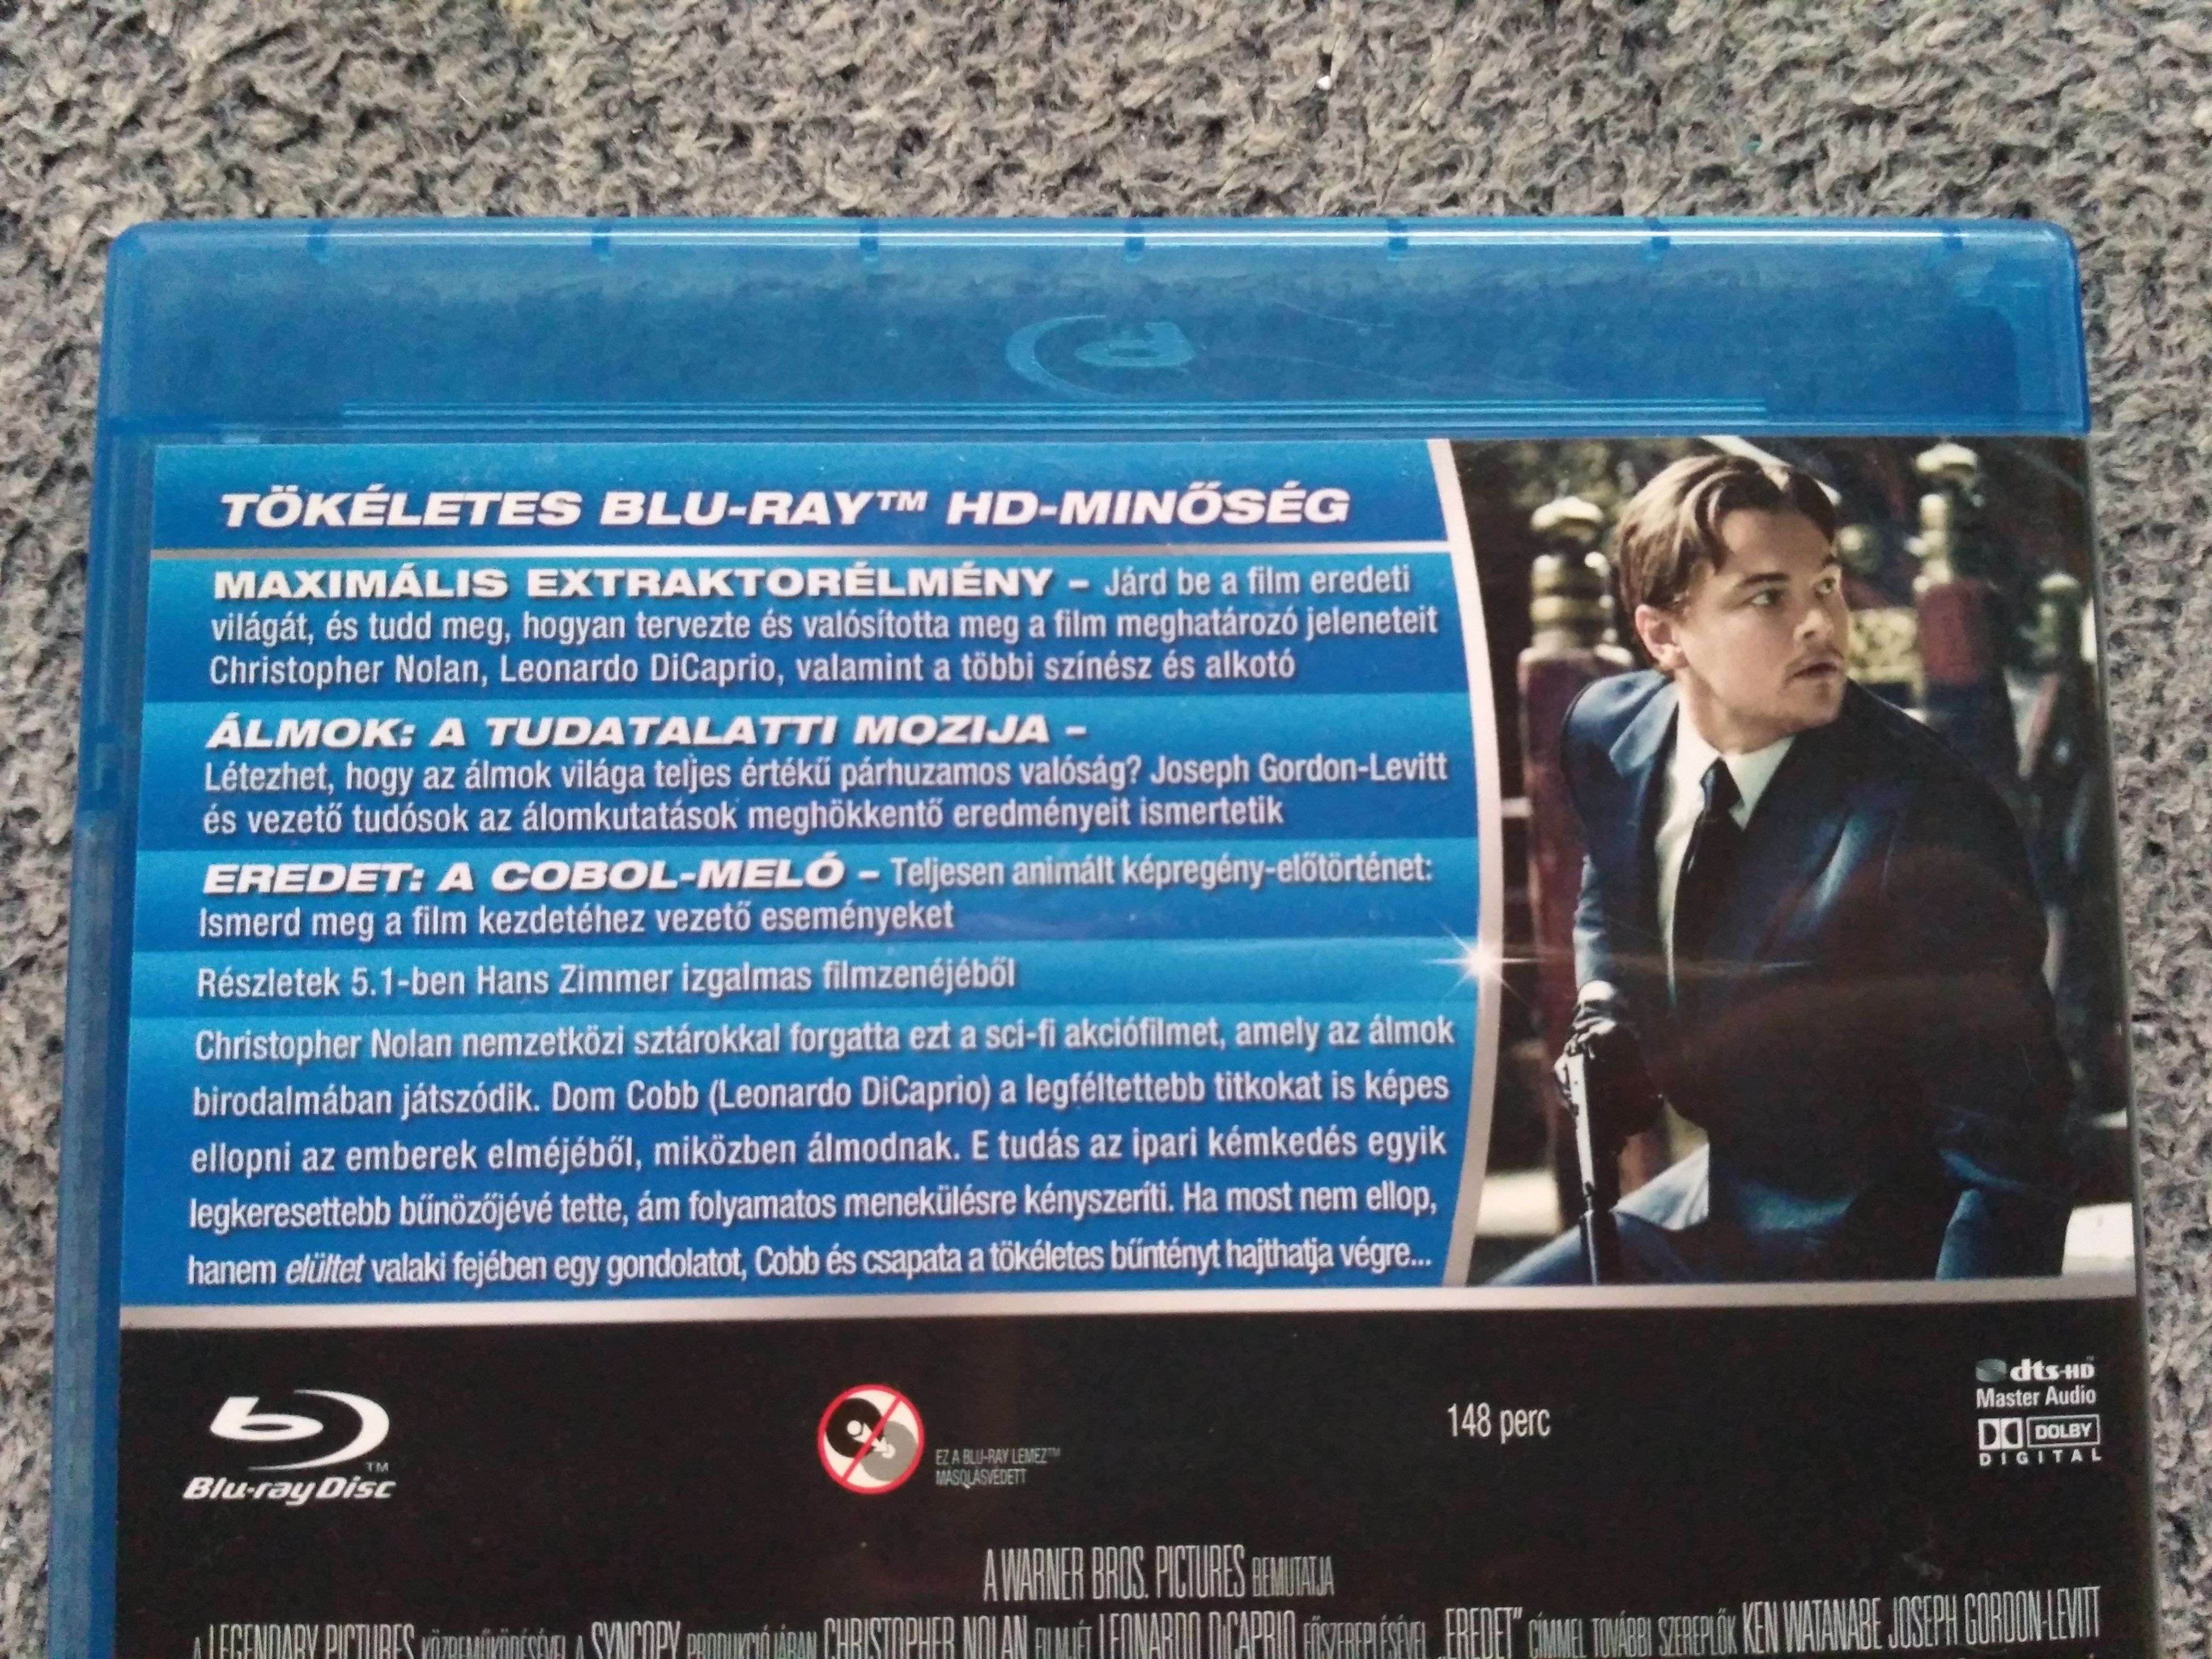 TÖKÉLETES BLU-RAY™ HD-MINŐSÉG
MAXIMÁLIS EXTRAKTORÉLMÉNY – Járd be a film eredeti
világát, és tudd meg, hogyan tervezte és valósította meg a film meghatározó jeleneteit
Christopher Nolan, Leonardo DiCaprio, valamint a többi színész és alkotó
ÁLMOK: A TUDATALATTI MOZIJA –
Létezhet, hogy az álmok világa teljes értékű párhuzamos valóság? Joseph Gordon-Levitt
és vezető tudósok az álomkutatások meghökkentő eredményeit ismertetik
EREDET: A COBOL-MELÓ – Teljesen animált képregény-előtörténet:
Ismerd meg a film kezdetéhez vezető eseményeket
Részletek 5.1-ben Hans Zimmer izgalmas filmzenéjéből
Christopher Nolan nemzetközi sztárokkal forgatta ezt a sci-fi akciófilmet, amely az álmok
birodalmában játszódik. Dom Cobb (Leonardo DiCaprio) a legféltettebb titkokat is képes
ellopni az emberek elméjéből, miközben álmodnak. E tudás az ipari kémkedés egyik
legkeresettebb bűnözőjévé tette, ám folyamatos menekülésre kényszeríti. Ha most nem ellop,
hanem elültet valaki fejében egy gondolatot, Cobb és csapata a tökéletes bűntényt hajthatja végre...
Blu-ray Disc™
EZ A BLU-RAY LEMEZ™
MÁSOLÁSVÉDETT
148 perc
dts-HD™
Master Audio
DOLBY
DIGITAL
A WARNER BROS. PICTURES BEMUTATJA
A LEGENDARY PICTURES KÖZREMŰKÖDÉSÉVEL A SYNCOPY PRODUKCIÓJÁBAN CHRISTOPHER NOLAN FILMJÉT LEONARDO DiCAPRIO FŐSZEREPLÉSÉVEL „EREDET” CÍMMEL TOVÁBBI SZEREPLŐK KEN WATANABE JOSEPH GORDON-LEVITT